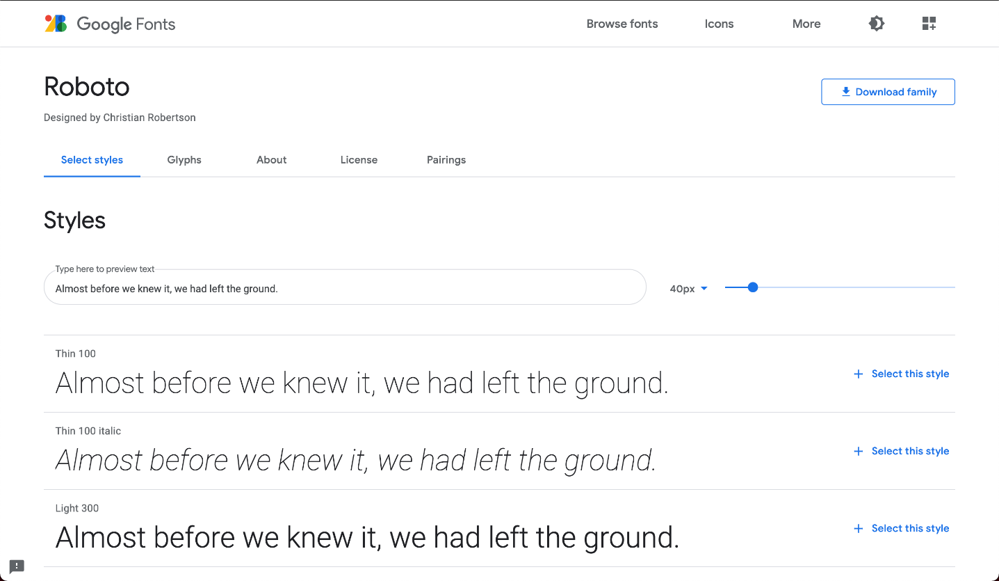 Google Fonts
Browse fonts
Icons
More
Roboto
Download family
Designed by Christian Robertson
Select styles
Glyphs
About
License
Pairings
Styles
Type here to preview text
Almost before we knew it, we had left the ground.
40px
Thin 100
Almost before we knew it, we had left the ground.
+ Select this style
Thin 100 italic
Almost before we knew it, we had left the ground.
+ Select this style
Light 300
Almost before we knew it, we had left the ground.
+ Select this style